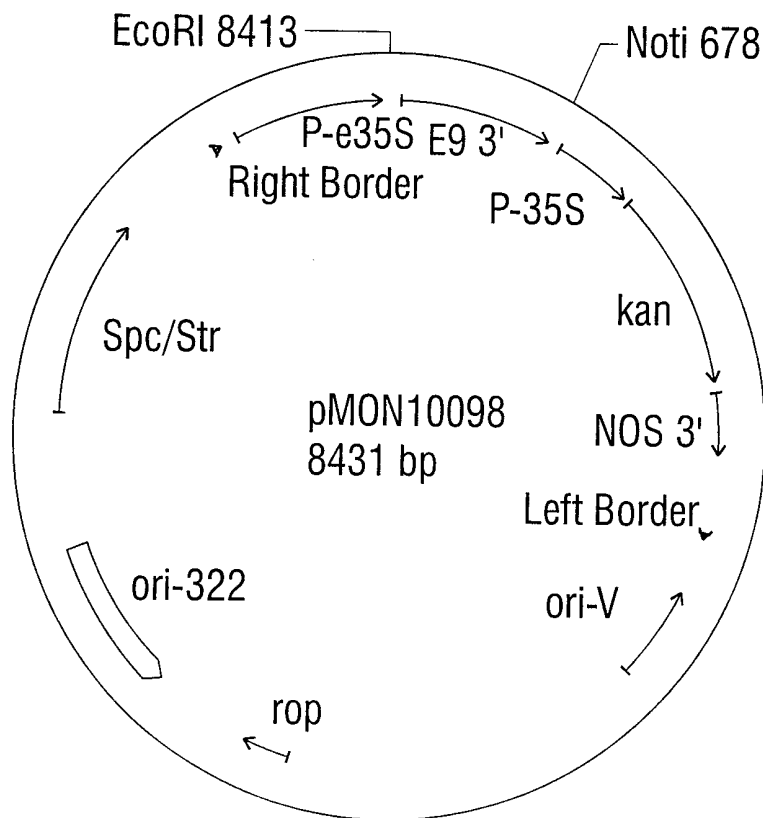 EcoRI 8413
Noti 678
P-e35S
E9 3'
Right Border
P-35S
Spc/Str
kan
pMON10098
8431 bp
NOS 3'
Left Border
ori-322
ori-V
rop